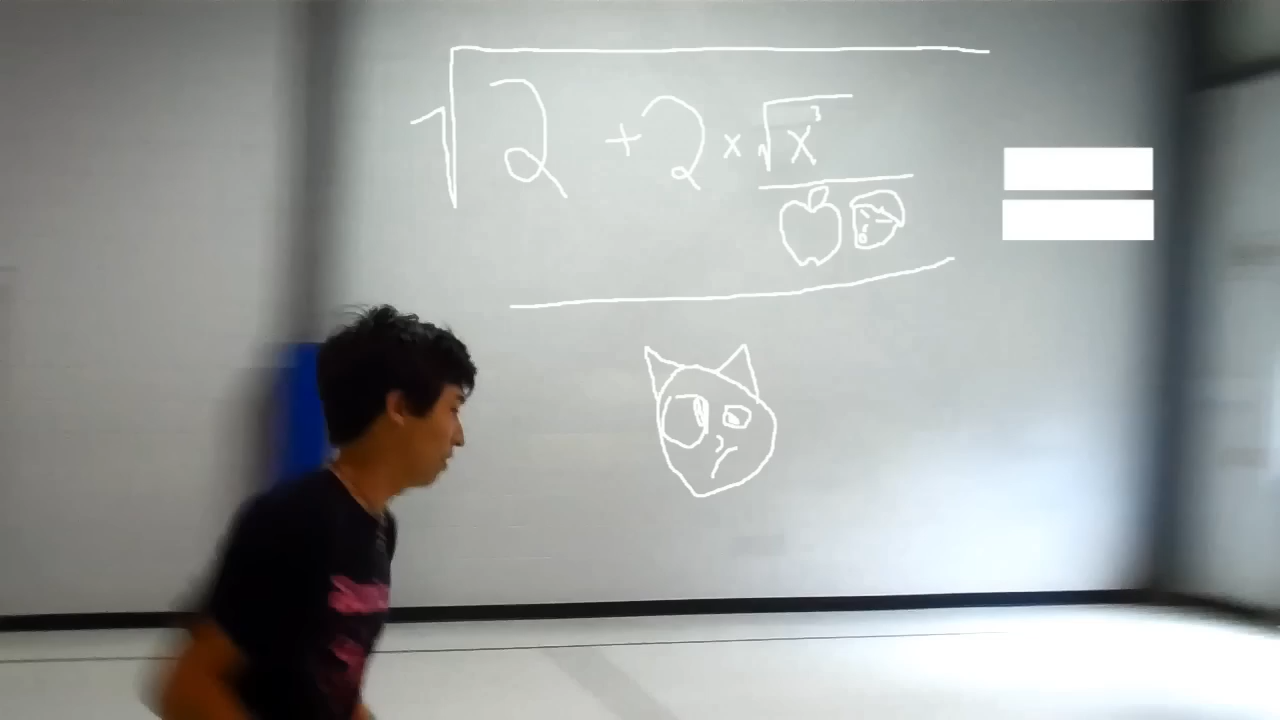 √2 + 2 × √x³
=